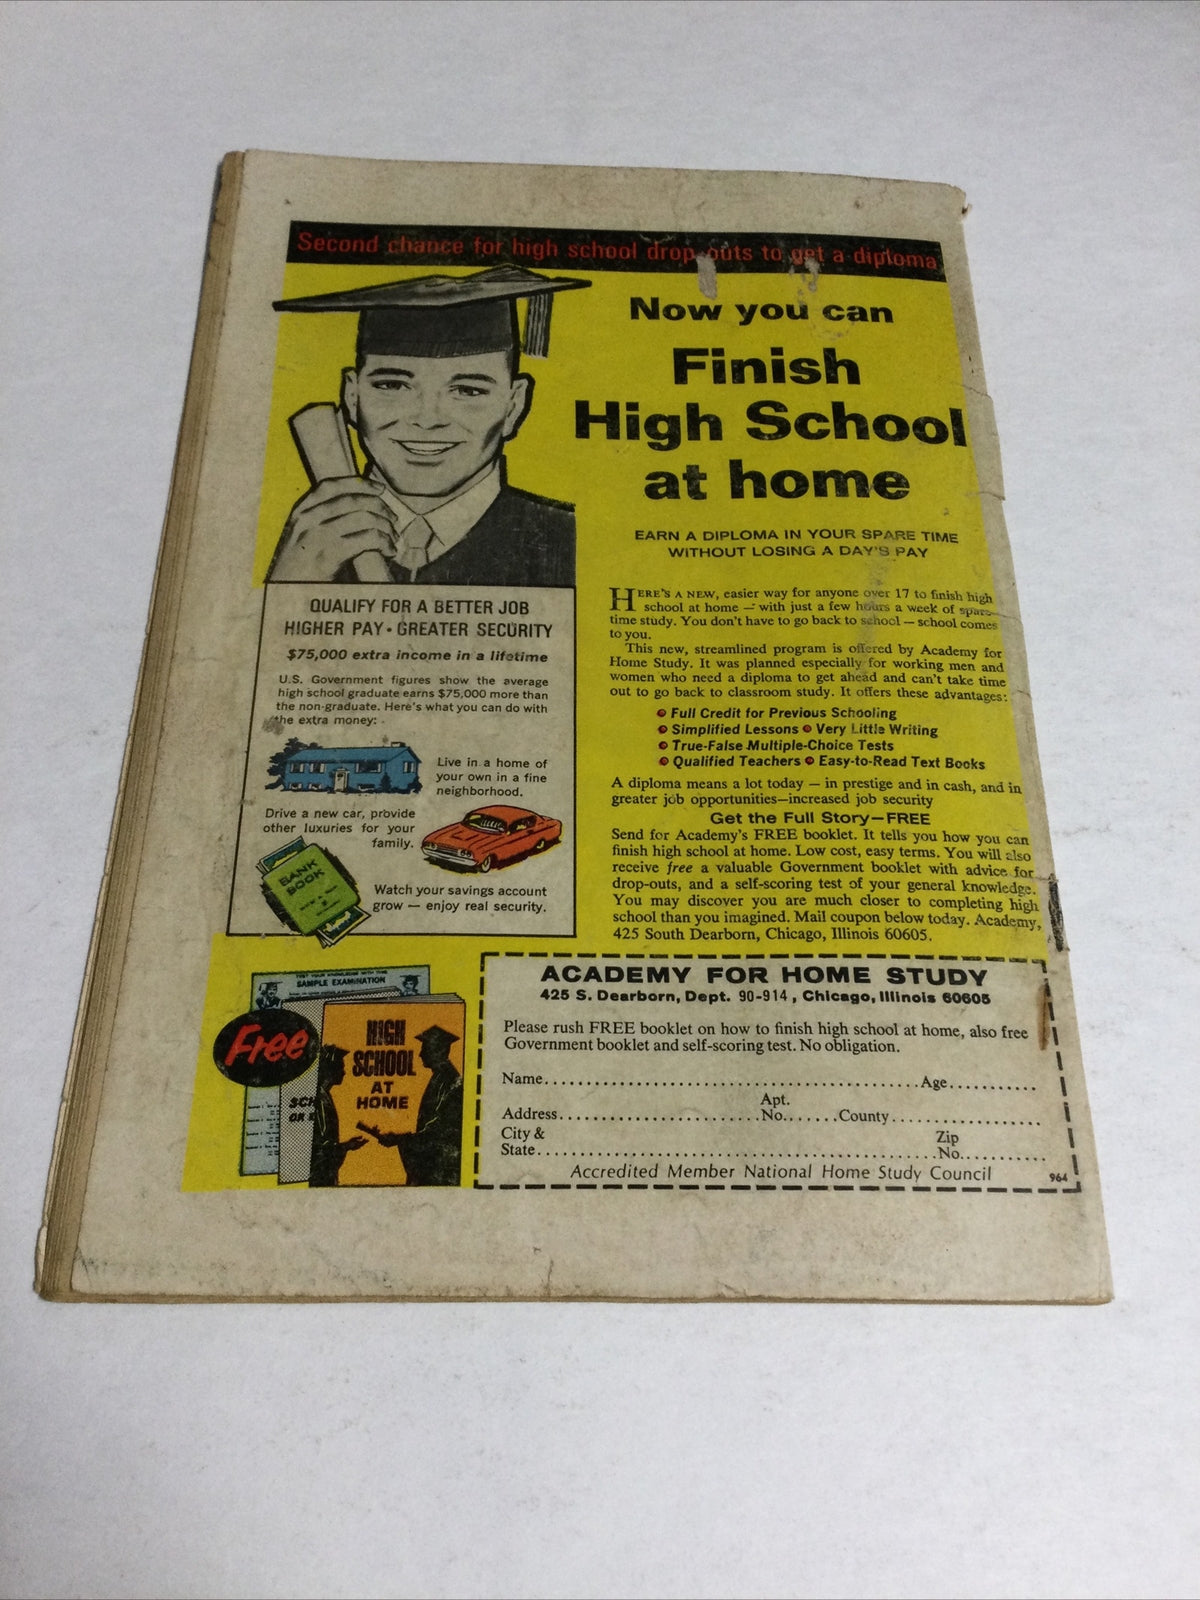 Second chance for high school drop-outs to get a diploma
Now you can
Finish
High School
at home
EARN A DIPLOMA IN YOUR SPARE TIME
WITHOUT LOSING A DAY'S PAY
HERE'S A NEW, easier way for anyone over 17 to finish high
school at home — with just a few hours a week of spare-
time study. You don't have to go back to school — school comes
to you.
This new, streamlined program is offered by Academy for
Home Study. It was planned especially for working men and
women who need a diploma to get ahead and can't take time
out to go back to classroom study. It offers these advantages:
• Full Credit for Previous Schooling
• Simplified Lessons • Very Little Writing
• True-False Multiple-Choice Tests
• Qualified Teachers • Easy-to-Read Text Books
A diploma means a lot today — in prestige and in cash, and in
greater job opportunities—increased job security
Get the Full Story—FREE
Send for Academy's FREE booklet. It tells you how you can
finish high school at home. Low cost, easy terms. You will also
receive free a valuable Government booklet with advice for
drop-outs, and a self-scoring test of your general knowledge.
You may discover you are much closer to completing high
school than you imagined. Mail coupon below today. Academy,
425 South Dearborn, Chicago, Illinois 60605.
QUALIFY FOR A BETTER JOB
HIGHER PAY • GREATER SECURITY
$75,000 extra income in a lifetime
U.S. Government figures show the average
high school graduate earns $75,000 more than
the non-graduate. Here's what you can do with
the extra money:
Live in a home of
your own in a fine
neighborhood.
Drive a new car, provide
other luxuries for your
family.
BANK
BOOK
Watch your savings account
grow — enjoy real security.
TEST YOUR KNOWLEDGE WITH THIS
SAMPLE EXAMINATION
Free
HIGH
SCHOOL
AT
HOME
SCH
OR
ACADEMY FOR HOME STUDY
425 S. Dearborn, Dept. 90-914, Chicago, Illinois 60605
Please rush FREE booklet on how to finish high school at home, also free
Government booklet and self-scoring test. No obligation.
Name........................................Age..........
Apt.
Address.....................No.......County................
City & Zip
State...........................................No...........
Accredited Member National Home Study Council 964